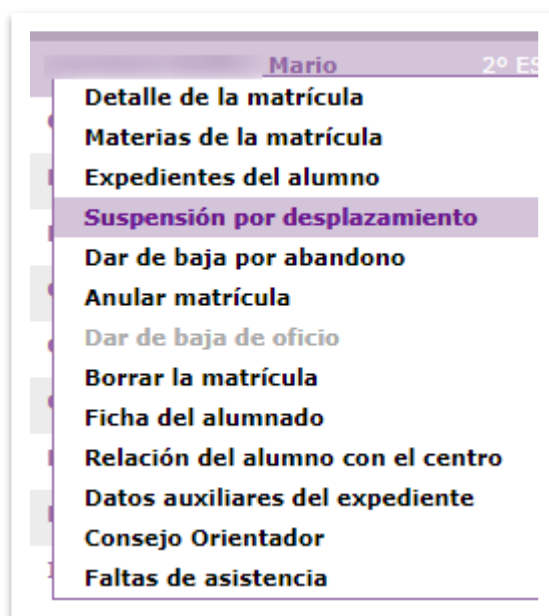 Mario 2º ES
Detalle de la matrícula
Materias de la matrícula
Expedientes del alumno
Suspensión por desplazamiento
Dar de baja por abandono
Anular matrícula
Dar de baja de oficio
Borrar la matrícula
Ficha del alumnado
Relación del alumno con el centro
Datos auxiliares del expediente
Consejo Orientador
Faltas de asistencia